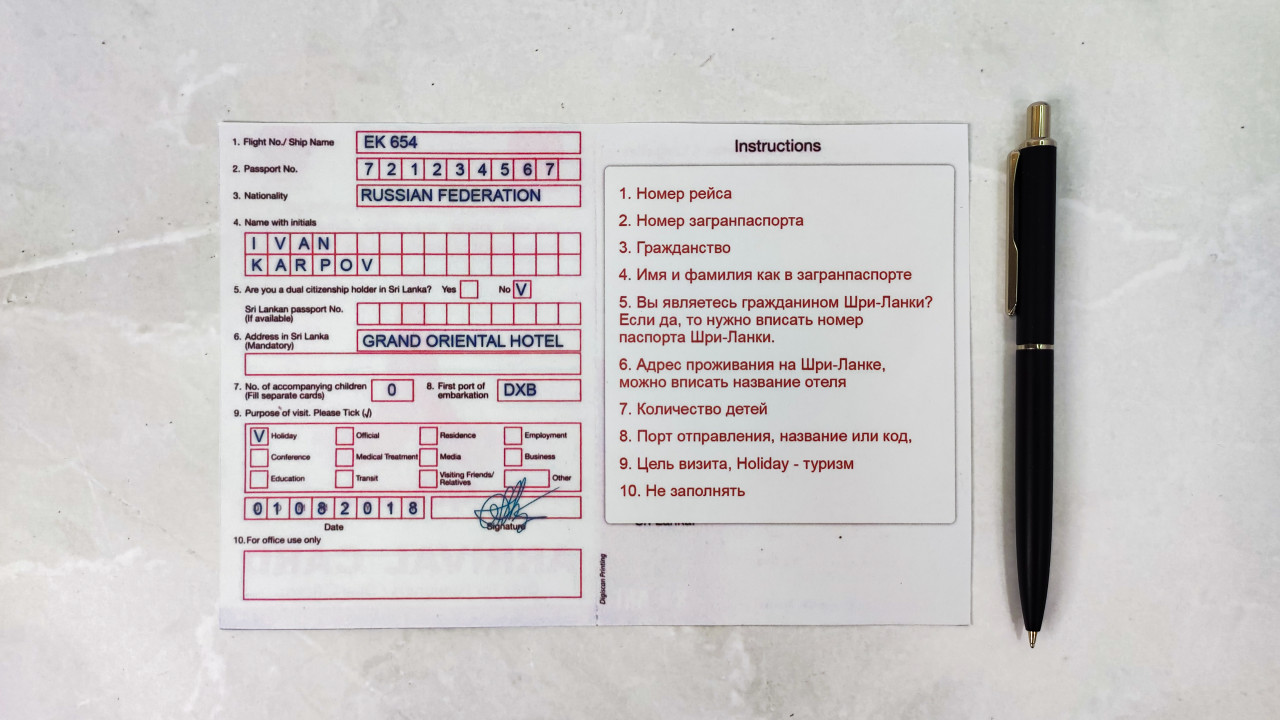 1. Flight No./ Ship Name EK 654
2. Passport No. 7 2 1 2 3 4 5 6 7
3. Nationality RUSSIAN FEDERATION
4. Name with initials
I V A N
K A R P O V
5. Are you a dual citizenship holder in Sri Lanka? Yes No V
Sri Lankan passport No.
(If available)
6. Address in Sri Lanka GRAND ORIENTAL HOTEL
(Mandatory)
7. No. of accompanying children 0
(Fill separate cards)
8. First port of DXB
embarkation
9. Purpose of visit. Please Tick (√)
V Holiday Official Residence Employment
Conference Medical Treatment Media Business
Education Transit Visiting Friends/ Other
Relatives
0 1 0 8 2 0 1 8
Date Signature
10. For office use only
Instructions
1. Номер рейса
2. Номер загранпаспорта
3. Гражданство
4. Имя и фамилия как в загранпаспорте
5. Вы являетесь гражданином Шри-Ланки?
Если да, то нужно вписать номер
паспорта Шри-Ланки.
6. Адрес проживания на Шри-Ланке,
можно вписать название отеля
7. Количество детей
8. Порт отправления, название или код,
9. Цель визита, Holiday - туризм
10. Не заполнять
Digiscan Printing